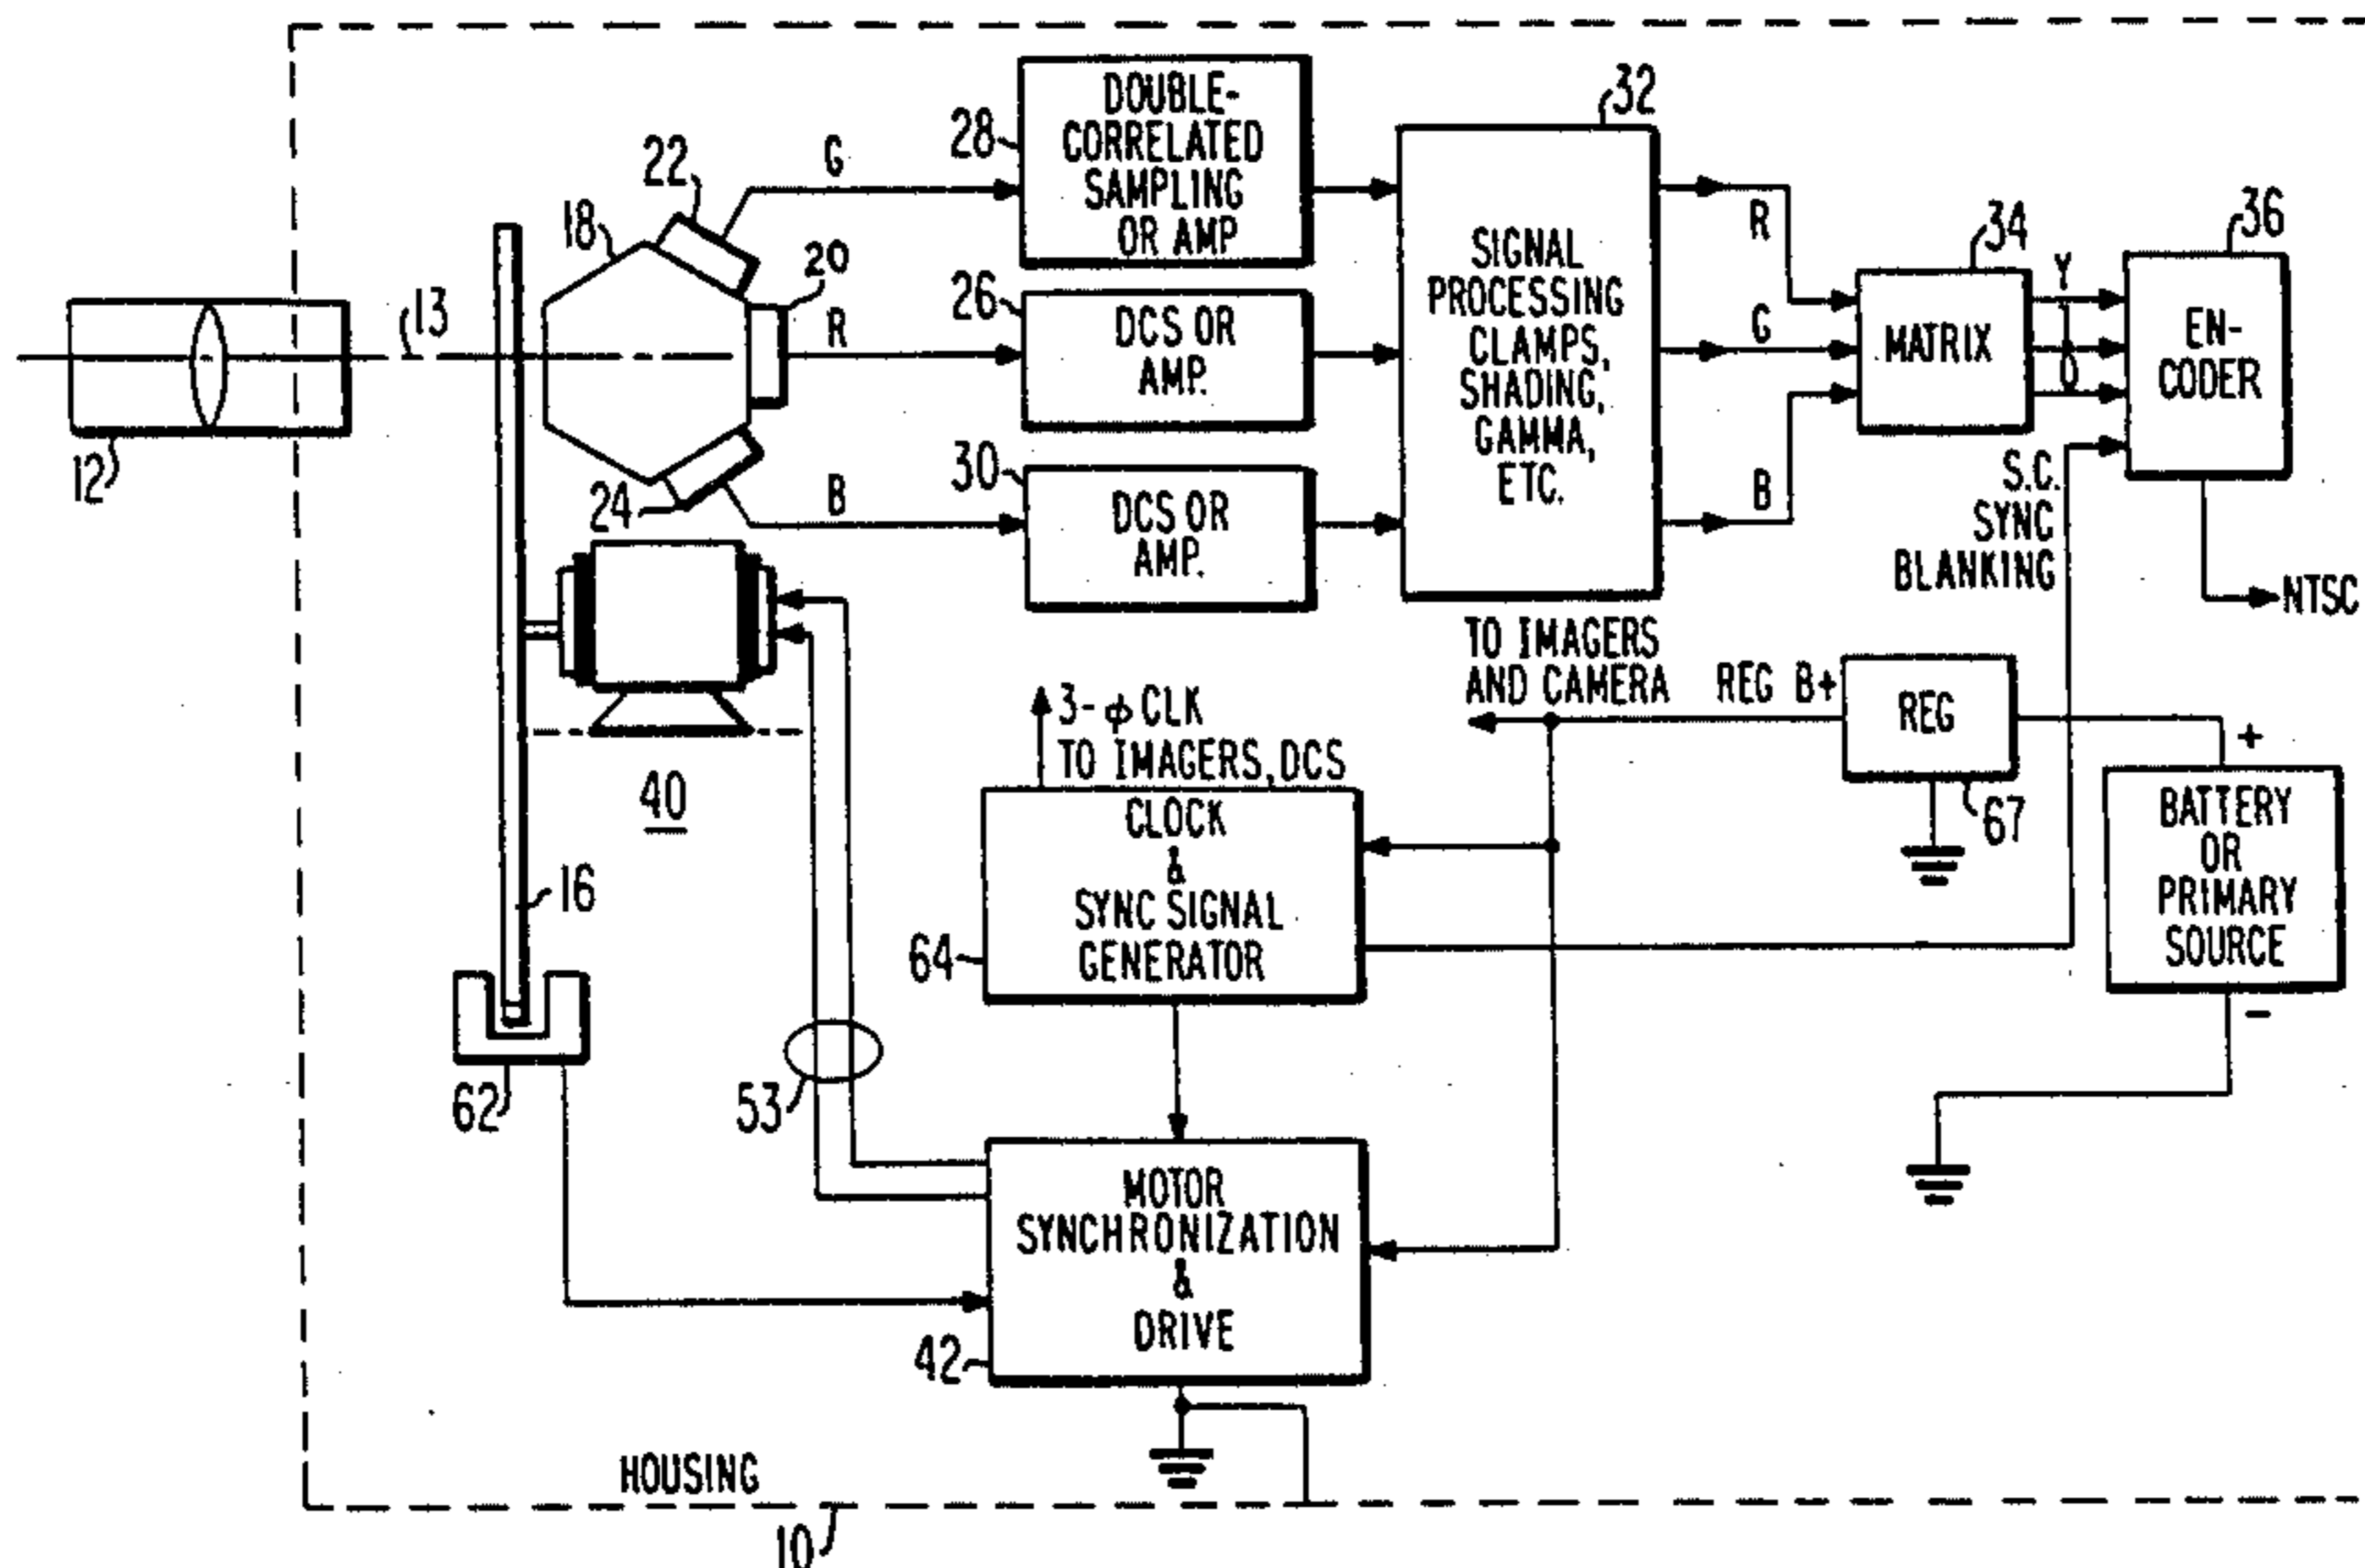 DOUBLE-
CORRELATED
SAMPLING
OR AMP
28
32
22
G
18
20
13
26
R
DCS OR
AMP.
SIGNAL
PROCESSING
CLAMPS,
SHADING,
GAMMA,
ETC.
R
G
B
34
MATRIX
Y
I
Q
36
EN-
CODER
12
24
B
30
DCS OR
AMP.
S.C.
SYNC
BLANKING
NTSC
TO IMAGERS
AND CAMERA
REG B+
REG
67
+
BATTERY
OR
PRIMARY
SOURCE
-
3-ϕ CLK
TO IMAGERS, DCS
40
CLOCK
&
SYNC SIGNAL
GENERATOR
64
16
62
53
MOTOR
SYNCHRONIZATION
&
DRIVE
42
HOUSING
10